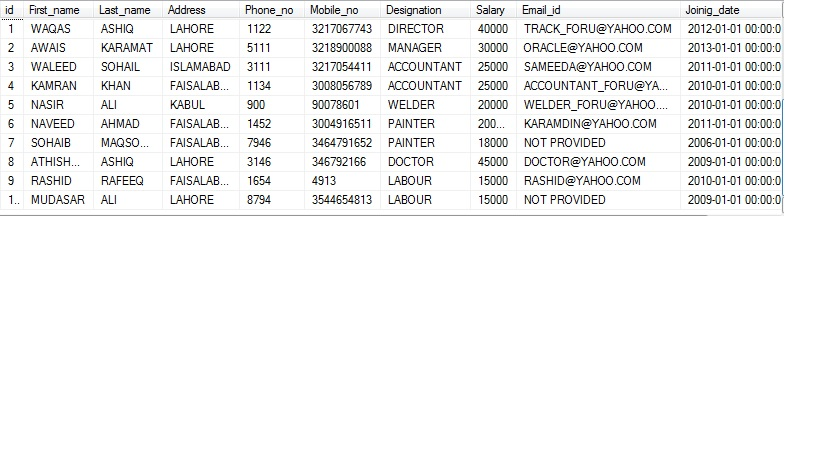 id First_name Last_name Address Phone_no Mobile_no Designation Salary Email_id Joinig_date
1 WAQAS ASHIQ LAHORE 1122 3217067743 DIRECTOR 40000 TRACK_FORU@YAHOO.COM 2012-01-01 00:00:0
2 AWAIS KARAMAT LAHORE 5111 3218900088 MANAGER 30000 ORACLE@YAHOO.COM 2013-01-01 00:00:0
3 WALEED SOHAIL ISLAMABAD 3111 3217054411 ACCOUNTANT 25000 SAMEEDA@YAHOO.COM 2011-01-01 00:00:0
4 KAMRAN KHAN FAISALAB... 1134 3008056789 ACCOUNTANT 25000 ACCOUNTANT_FORU@YA... 2010-01-01 00:00:0
5 NASIR ALI KABUL 900 90078601 WELDER 20000 WELDER_FORU@YAHOO.... 2010-01-01 00:00:0
6 NAVEED AHMAD FAISALAB... 1452 3004916511 PAINTER 200... KARAMDIN@YAHOO.COM 2011-01-01 00:00:0
7 SOHAIB MAQSO... FAISALAB... 7946 3464791652 PAINTER 18000 NOT PROVIDED 2006-01-01 00:00:0
8 ATHISH... ASHIQ LAHORE 3146 346792166 DOCTOR 45000 DOCTOR@YAHOO.COM 2009-01-01 00:00:0
9 RASHID RAFEEQ FAISALAB... 1654 4913 LABOUR 15000 RASHID@YAHOO.COM 2010-01-01 00:00:0
1.. MUDASAR ALI LAHORE 8794 3544654813 LABOUR 15000 NOT PROVIDED 2009-01-01 00:00:0